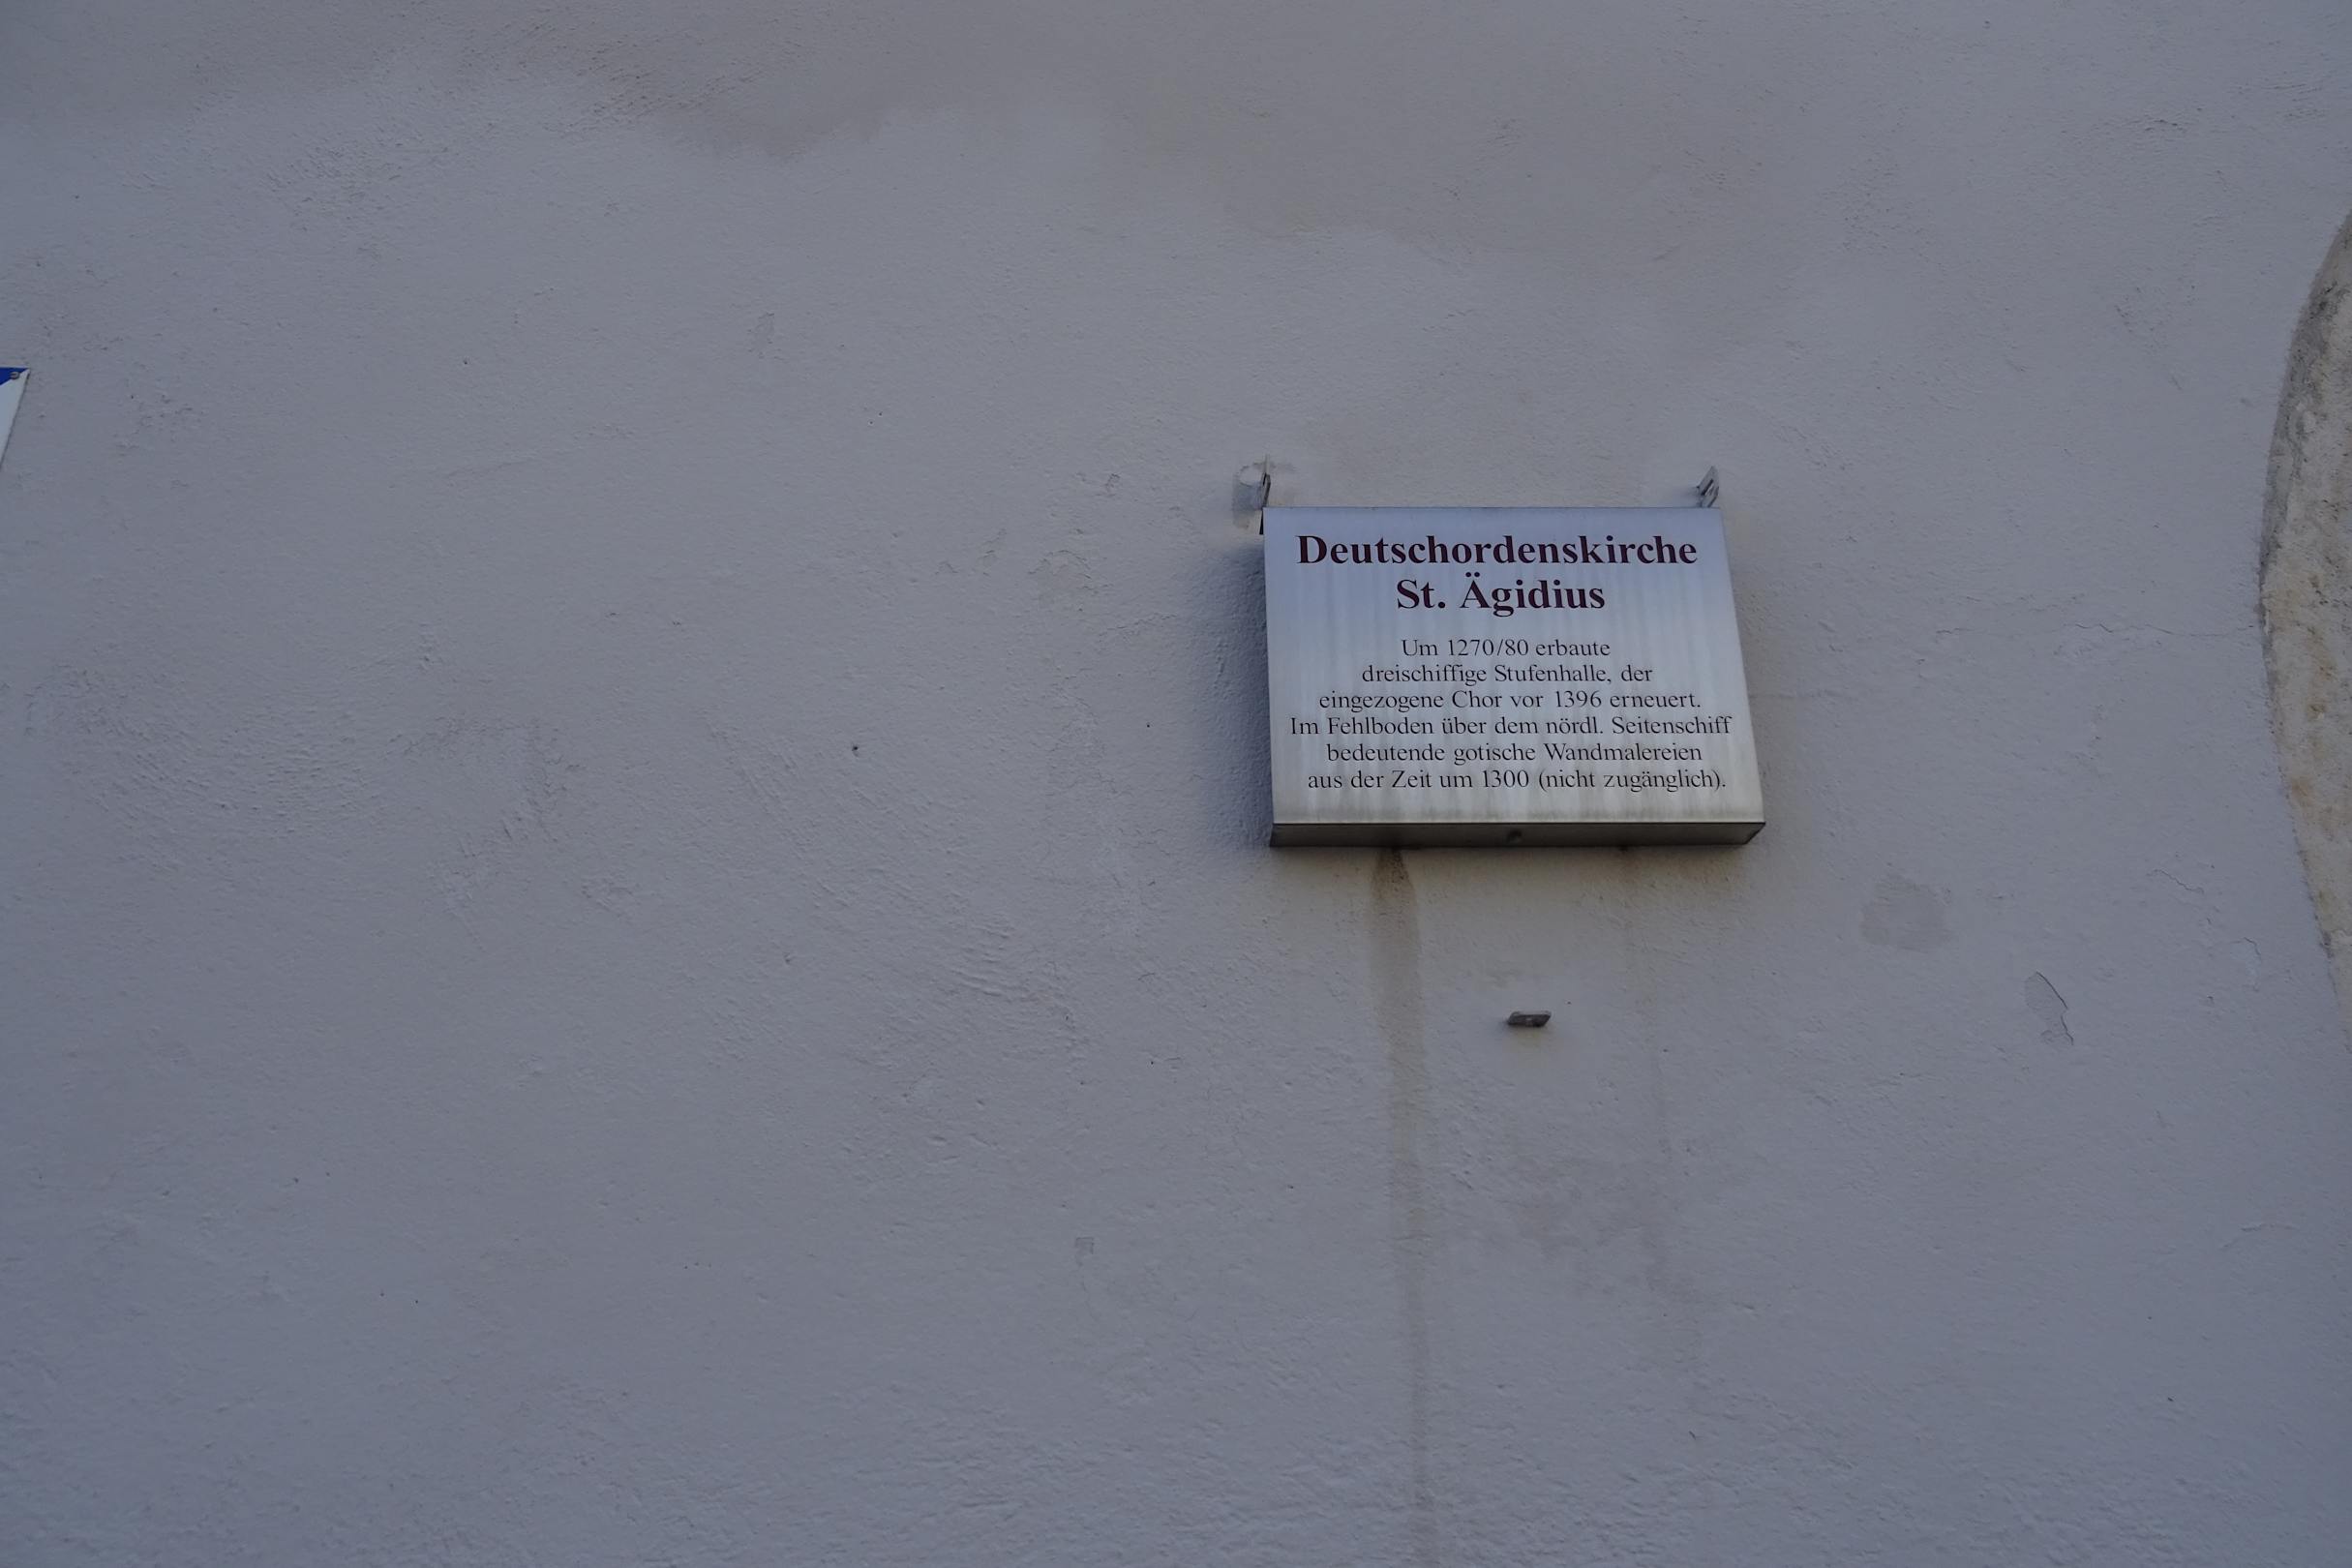 Deutschordenskirche
St. Ägidius
Um 1270/80 erbaute
dreischiffige Stufenhalle, der
eingezogene Chor vor 1396 erneuert.
Im Fehlboden über dem nördl. Seitenschiff
bedeutende gotische Wandmalereien
aus der Zeit um 1300 (nicht zugänglich).